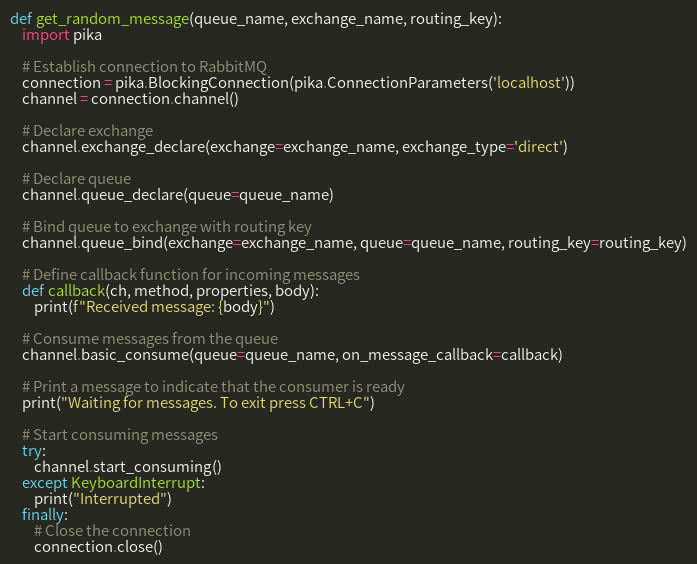 def get_random_message(queue_name, exchange_name, routing_key):
import pika
# Establish connection to RabbitMQ
connection = pika.BlockingConnection(pika.ConnectionParameters('localhost'))
channel = connection.channel()
# Declare exchange
channel.exchange_declare(exchange=exchange_name, exchange_type='direct')
# Declare queue
channel.queue_declare(queue=queue_name)
# Bind queue to exchange with routing key
channel.queue_bind(exchange=exchange_name, queue=queue_name, routing_key=routing_key)
# Define callback function for incoming messages
def callback(ch, method, properties, body):
print(f"Received message: {body}")
# Consume messages from the queue
channel.basic_consume(queue=queue_name, on_message_callback=callback)
# Print a message to indicate that the consumer is ready
print("Waiting for messages. To exit press CTRL+C")
# Start consuming messages
try:
channel.start_consuming()
except KeyboardInterrupt:
print("Interrupted")
finally:
# Close the connection
connection.close()